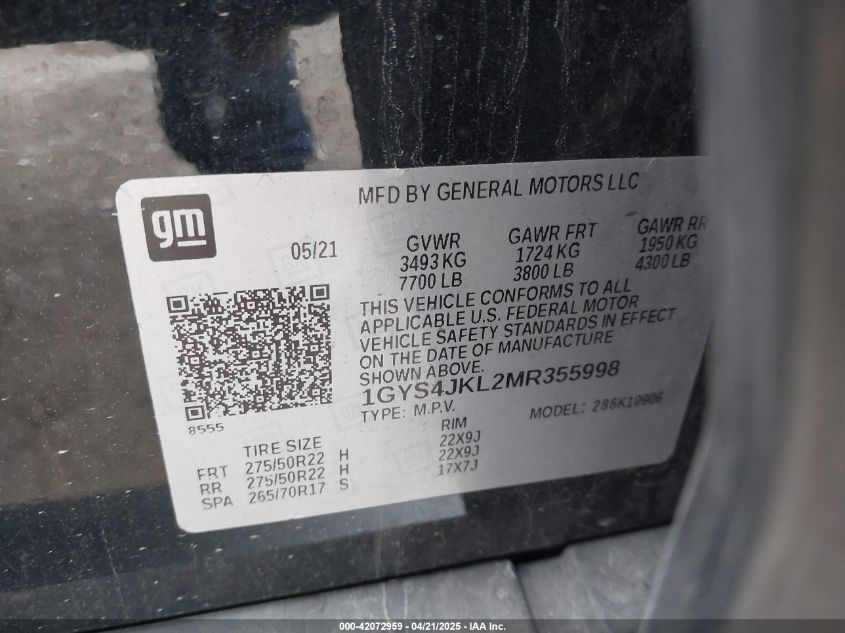 gm
MFD BY GENERAL MOTORS LLC
05/21
GVWR GAWR FRT GAWR RR
3493 KG 1724 KG 1950 KG
7700 LB 3800 LB 4300 LB
THIS VEHICLE CONFORMS TO ALL
APPLICABLE U.S. FEDERAL MOTOR
VEHICLE SAFETY STANDARDS IN EFFECT
ON THE DATE OF MANUFACTURE
SHOWN ABOVE.
1GYS4JKL2MR355998
TYPE: M.P.V. MODEL: 286K10906
8555
TIRE SIZE RIM
FRT 275/50R22 H 22X9J
RR 275/50R22 H 22X9J
SPA 265/70R17 S 17X7J
000-42072959 - 04/21/2025 - IAA Inc.